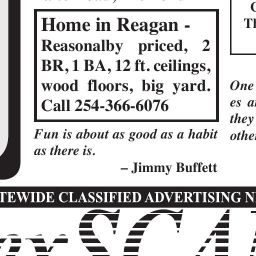 Home in Reagan -
Reasonalby priced, 2
BR, 1 BA, 12 ft. ceilings,
wood floors, big yard.
Call 254-366-6076
Fun is about as good as a habit
as there is.
– Jimmy Buffett
One
es a
they
othe
TEWIDE CLASSIFIED ADVERTISING N